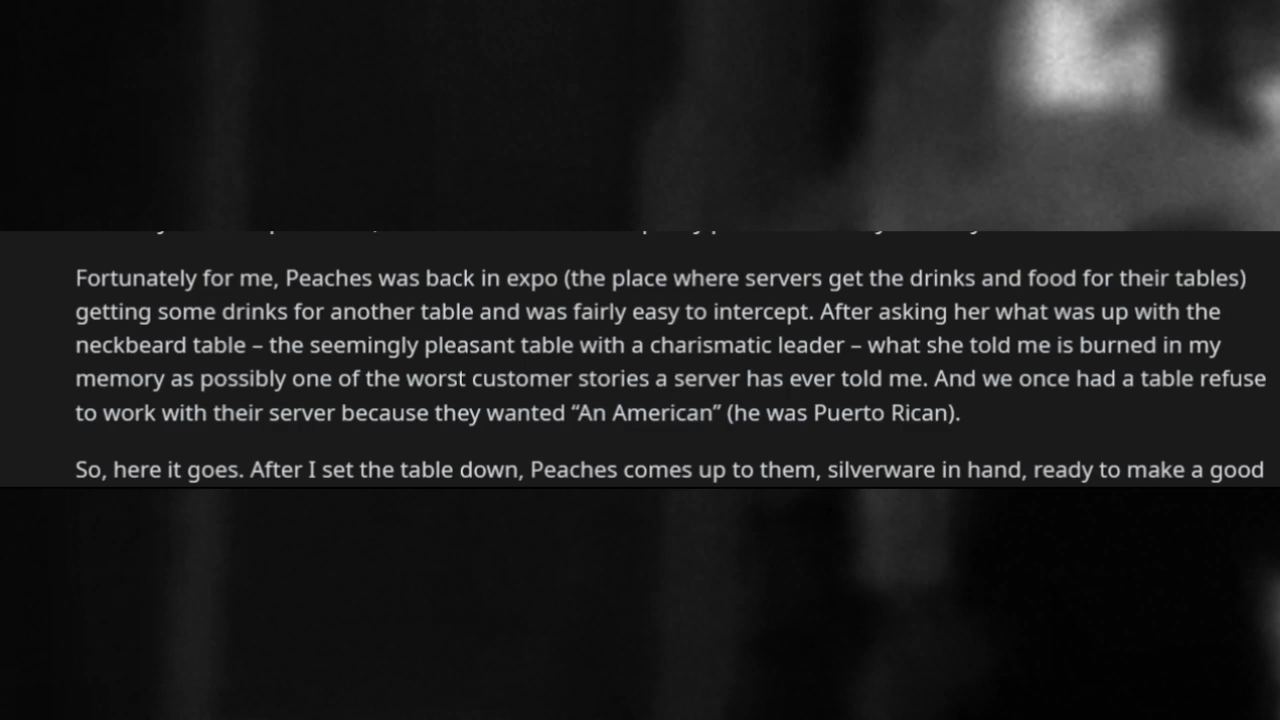 Fortunately for me, Peaches was back in expo (the place where servers get the drinks and food for their tables)
getting some drinks for another table and was fairly easy to intercept. After asking her what was up with the
neckbeard table – the seemingly pleasant table with a charismatic leader – what she told me is burned in my
memory as possibly one of the worst customer stories a server has ever told me. And we once had a table refuse
to work with their server because they wanted “An American” (he was Puerto Rican).
So, here it goes. After I set the table down, Peaches comes up to them, silverware in hand, ready to make a good